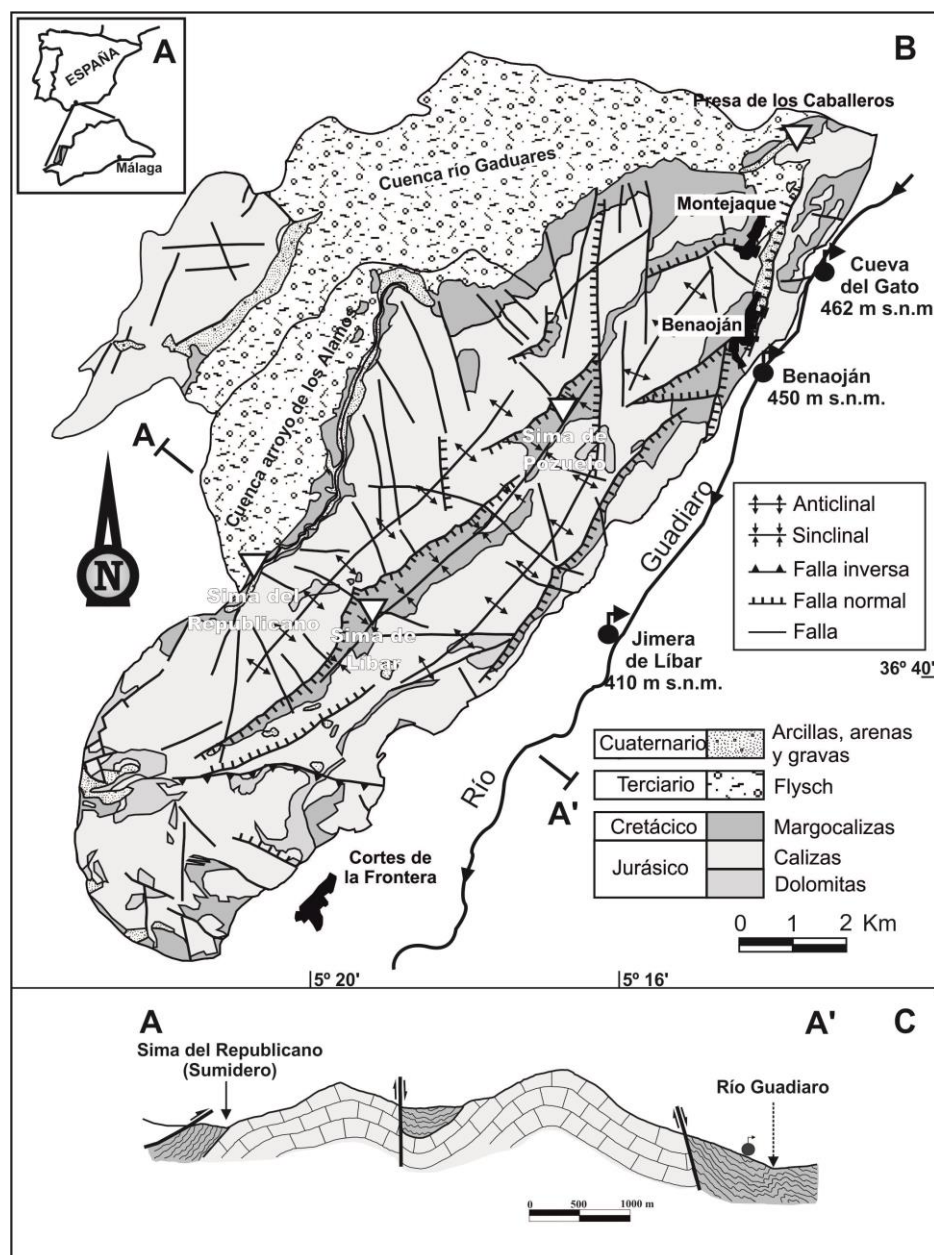 A
ESPAÑA
Málaga
B
Presa de los Caballeros
Cuenca río Gaduares
Montejaque
Cueva
del Gato
462 m s.n.m
Benaoján
Benaoján
450 m s.n.m.
Cuenca arroyo de los Alamos
A
Sima de
Pozuelo
N
Sima del
Republicano
Sima de
Líbar
Río Guadiaro
Jimera
de Líbar
410 m s.n.m.
Anticlinal
Sinclinal
Falla inversa
Falla normal
Falla
36º 40'
A'
Cortes de
la Frontera
Cuaternario Arcillas, arenas
y gravas
Terciario Flysch
Cretácico Margocalizas
Jurásico Calizas
Dolomitas
0 1 2 Km
5º 20' 5º 16'
A A' C
Sima del Republicano
(Sumidero)
Río Guadiaro
0 500 1000 m